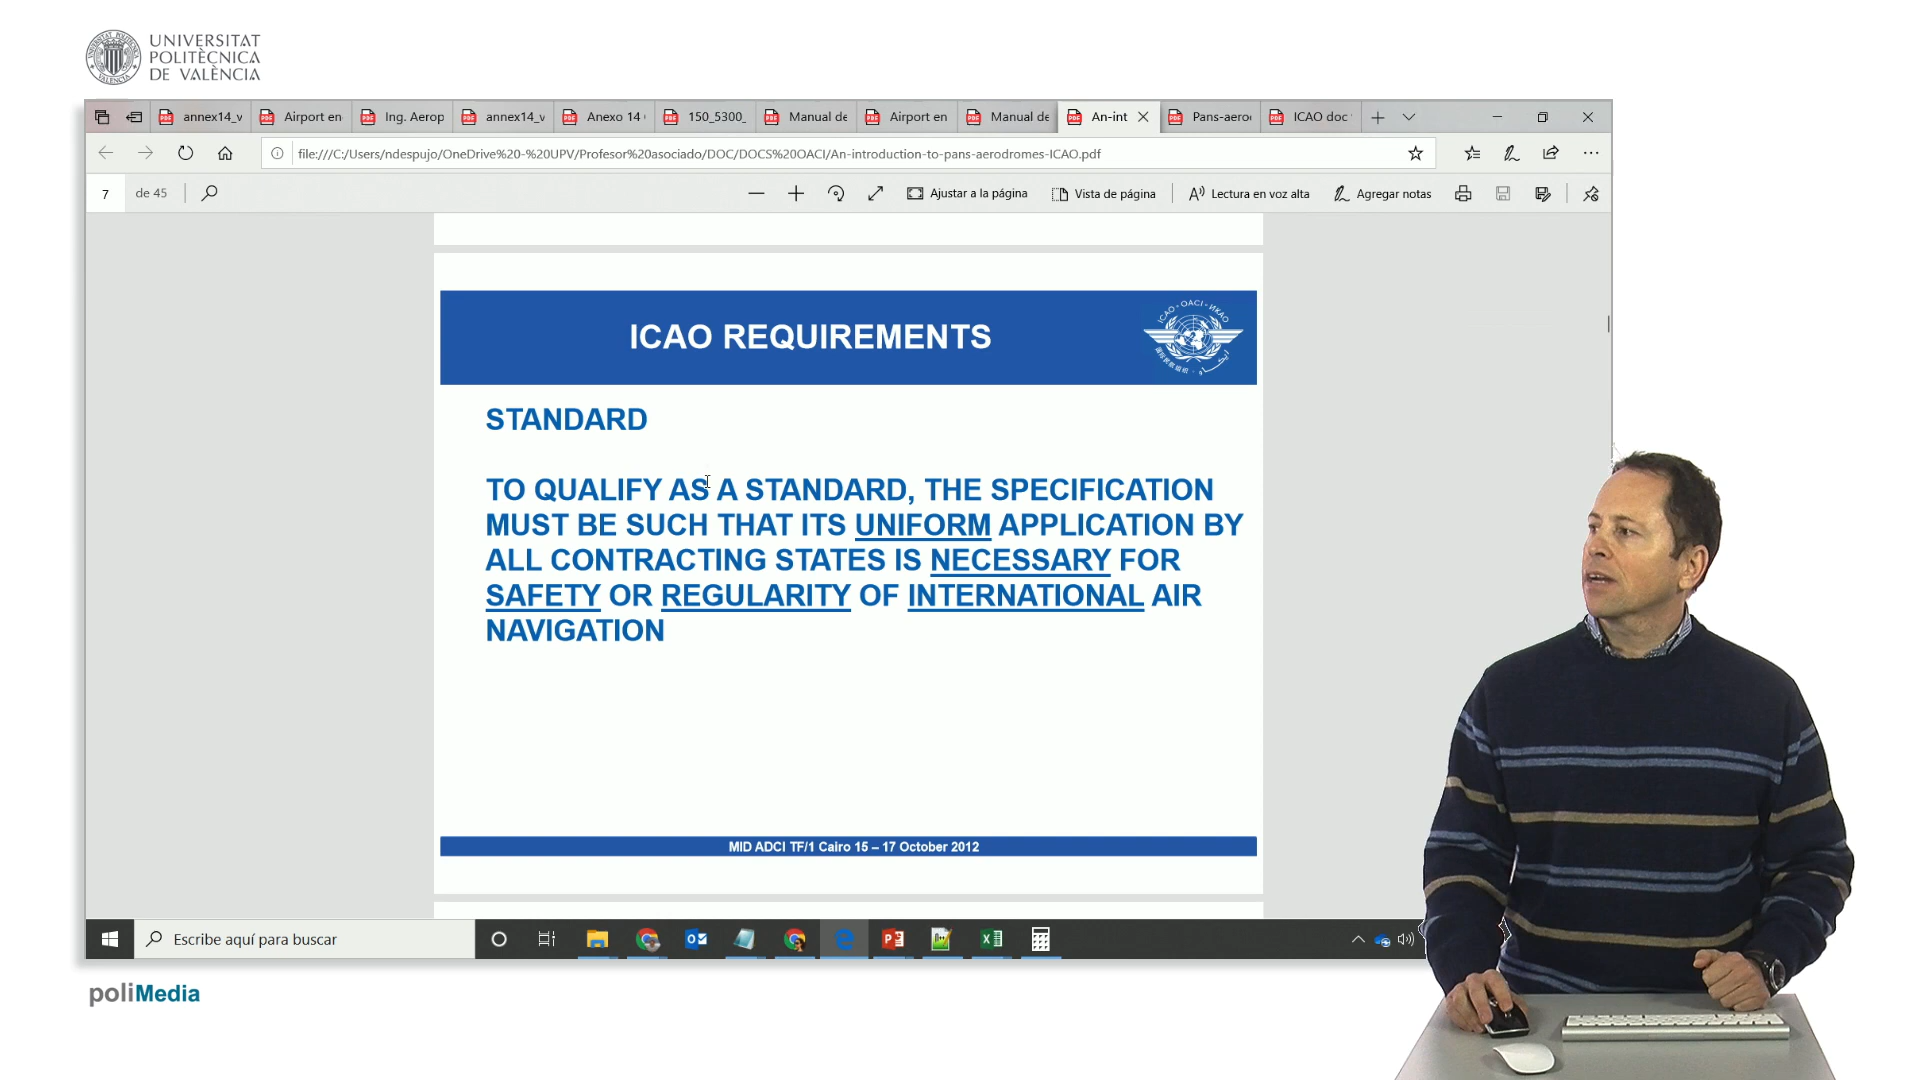 UNIVERSITAT
POLITÈCNICA
DE VALÈNCIA
annex14_v
Airport en
Ing. Aerop
annex14_v
Anexo 14
150_5300_
Manual de
Airport en
Manual de
An-int
Pans-aero
ICAO doc
file:///C:/Users/ndespujo/OneDrive%20-%20UPV/Profesor%20asociado/DOC/DOCS%20OACI/An-introduction-to-pans-aerodromes-ICAO.pdf
7 de 45
Ajustar a la página
Vista de página
Lectura en voz alta
Agregar notas
ICAO REQUIREMENTS
ICAO · OACI · ИКАО
STANDARD
TO QUALIFY AS A STANDARD, THE SPECIFICATION
MUST BE SUCH THAT ITS UNIFORM APPLICATION BY
ALL CONTRACTING STATES IS NECESSARY FOR
SAFETY OR REGULARITY OF INTERNATIONAL AIR
NAVIGATION
MID ADCI TF/1 Cairo 15 – 17 October 2012
Escribe aquí para buscar
poliMedia